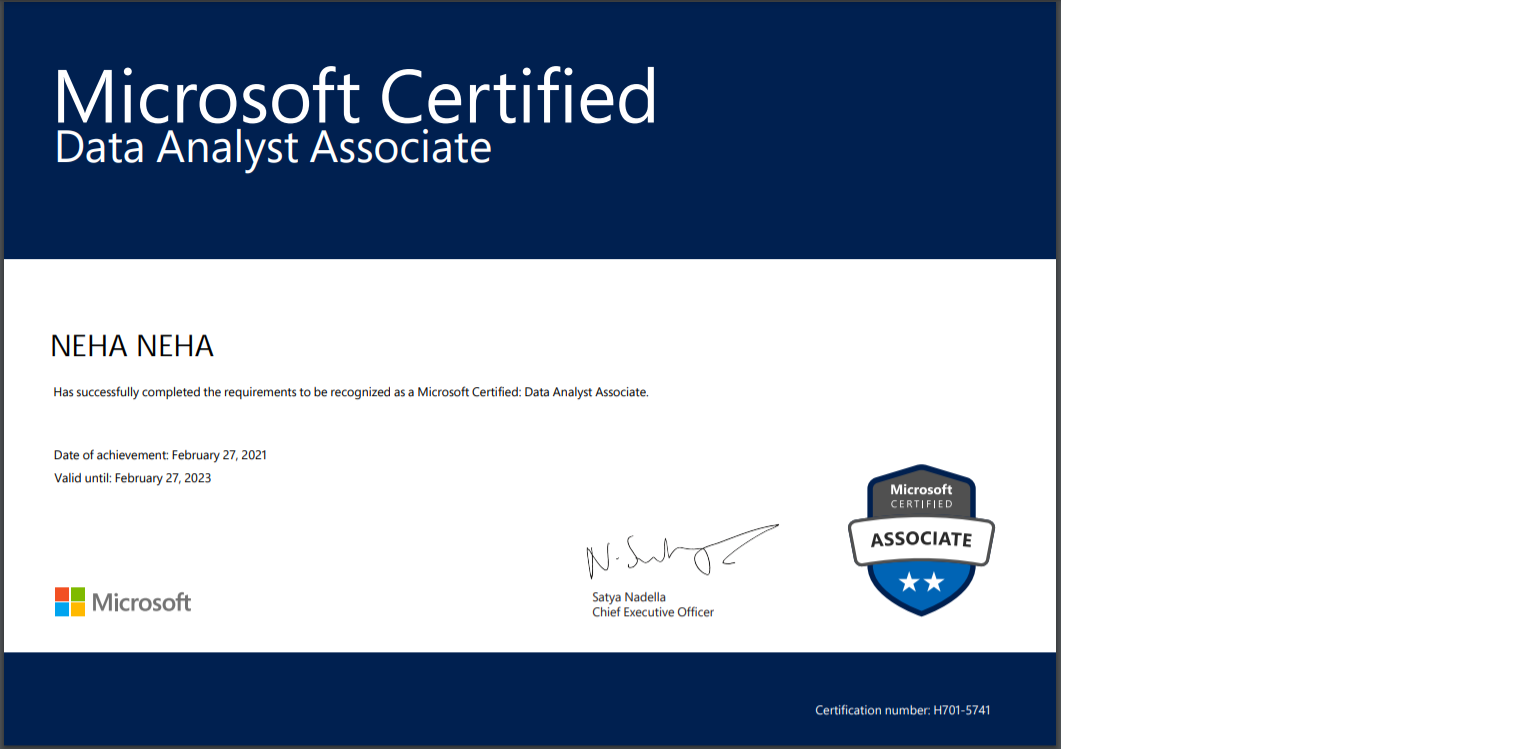 Microsoft Certified
Data Analyst Associate
NEHA NEHA
Has successfully completed the requirements to be recognized as a Microsoft Certified: Data Analyst Associate.
Date of achievement: February 27, 2021
Valid until: February 27, 2023
Microsoft
CERTIFIED
ASSOCIATE
Satya Nadella
Chief Executive Officer
Microsoft
Certification number: H701-5741